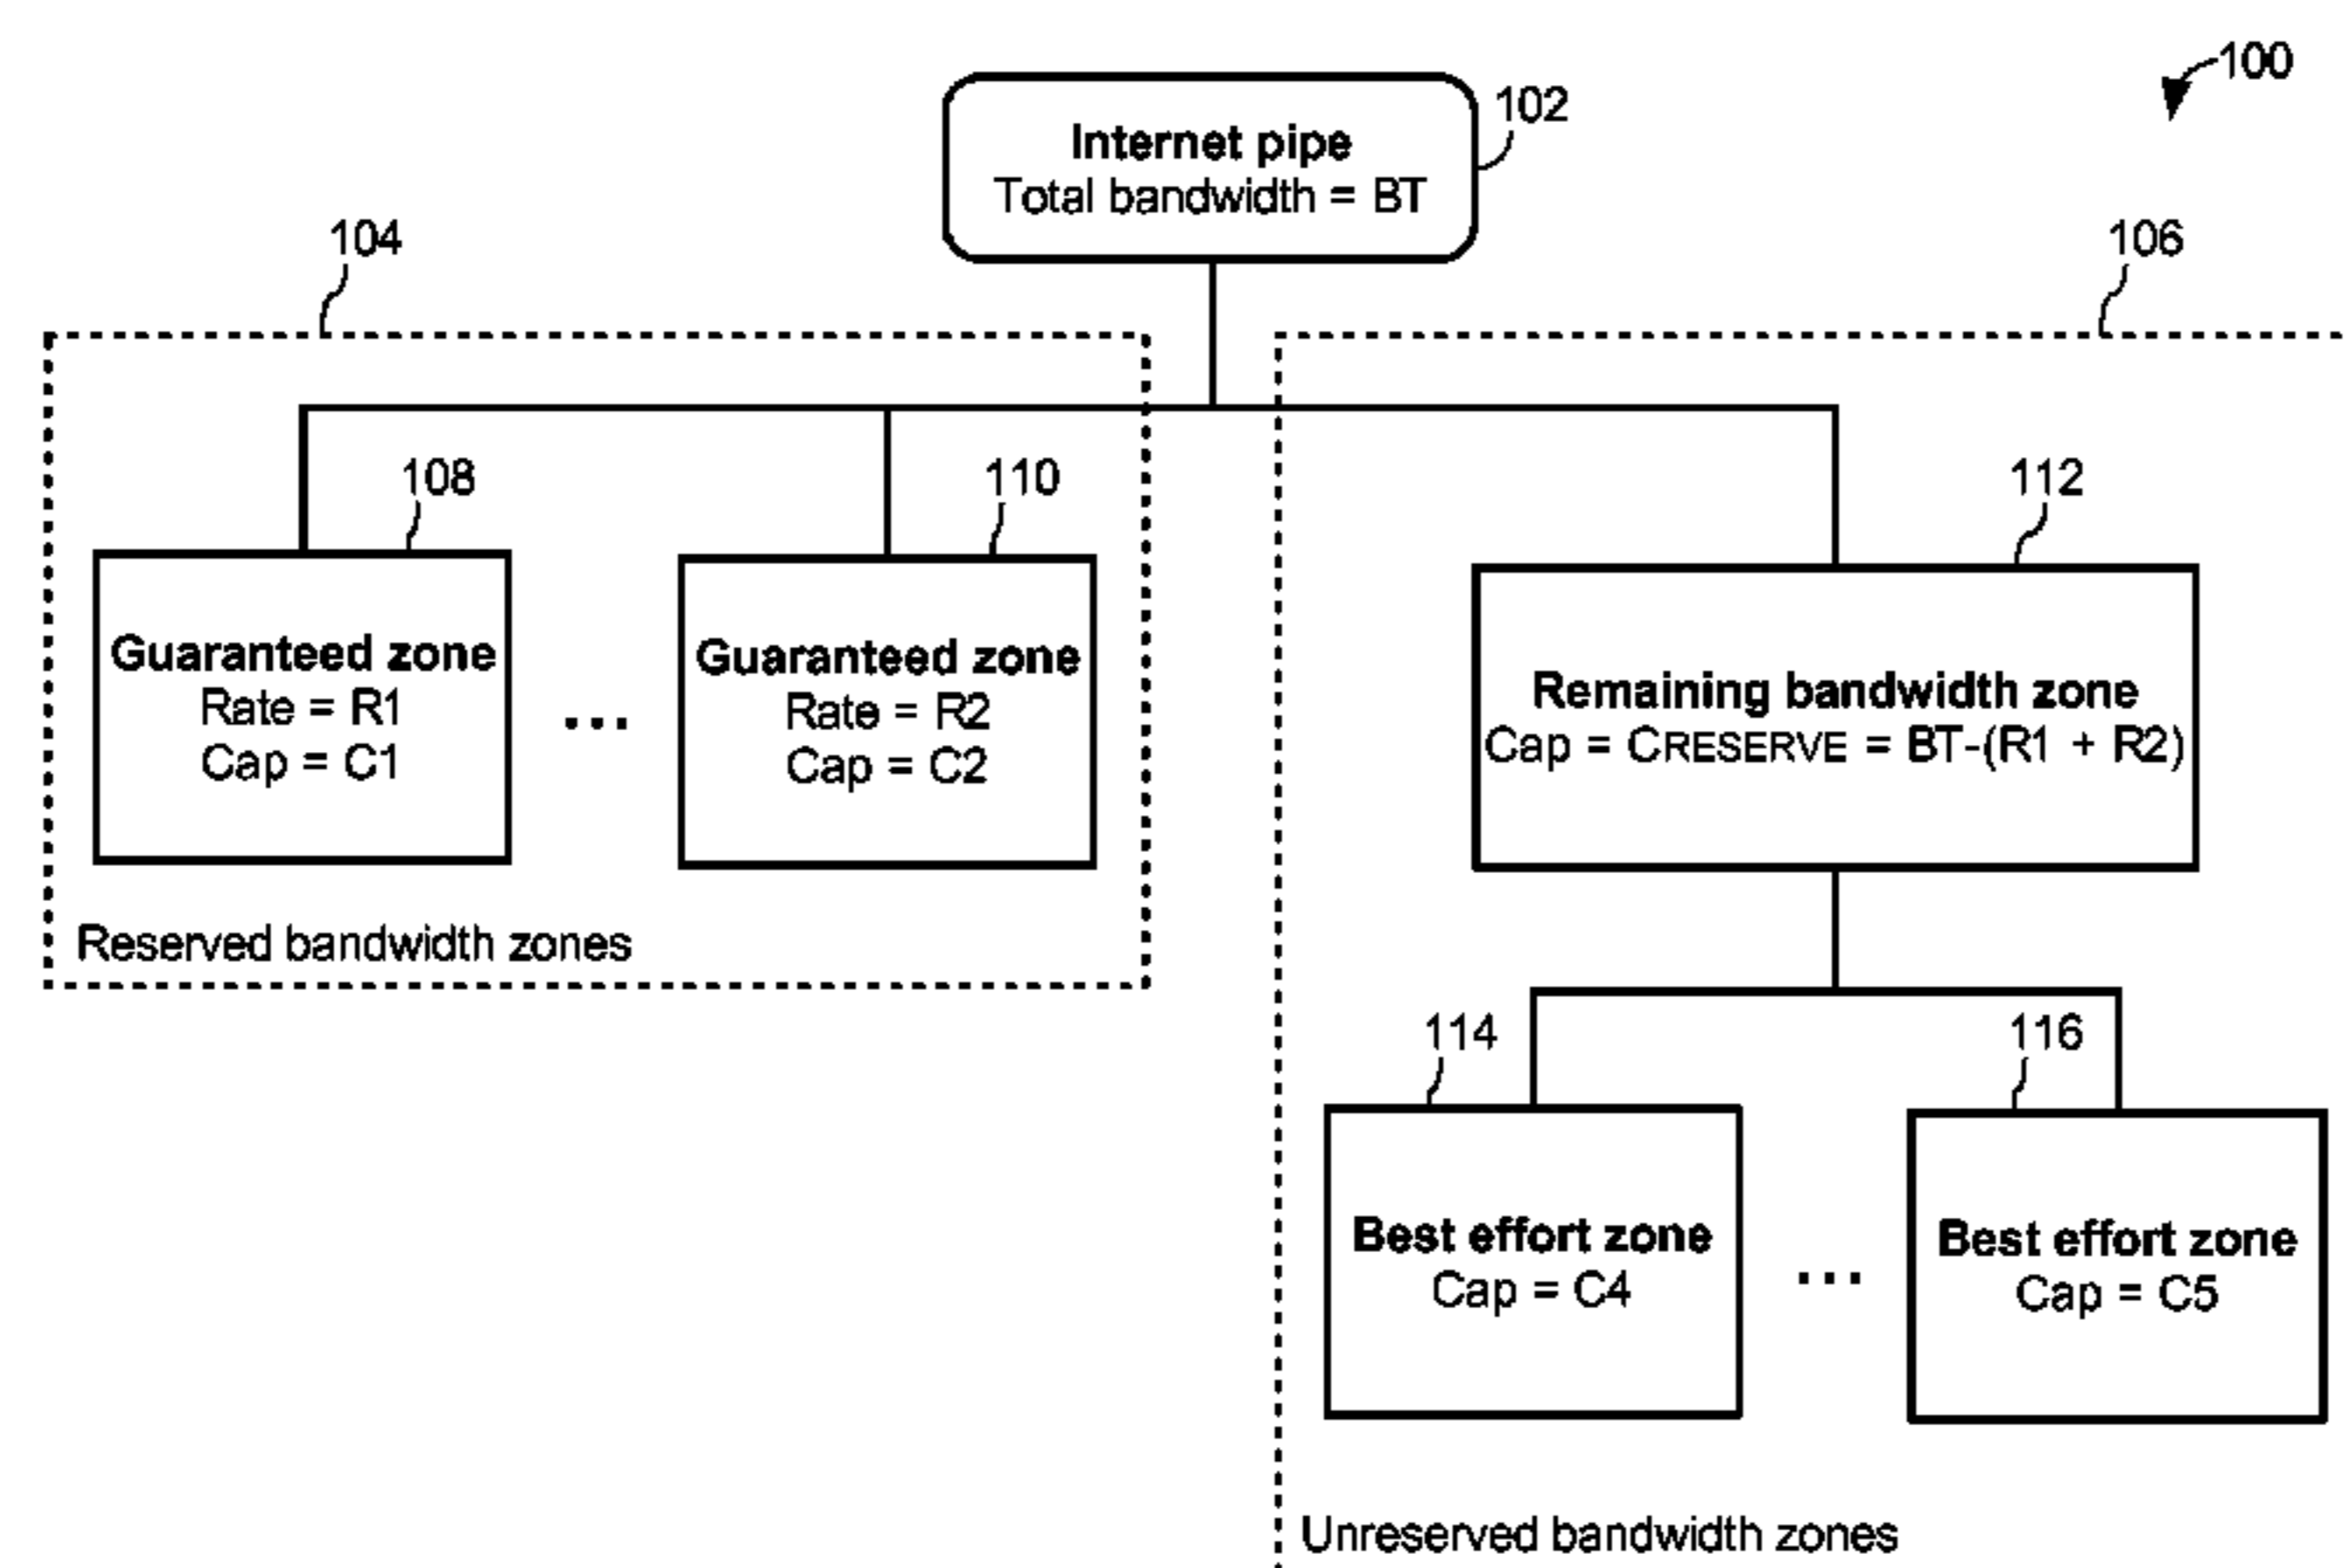 100
102
Internet pipe
Total bandwidth = BT
104
106
108
110
112
Guaranteed zone
Rate = R1
Cap = C1
...
Guaranteed zone
Rate = R2
Cap = C2
Remaining bandwidth zone
Cap = CRESERVE = BT-(R1 + R2)
Reserved bandwidth zones
114
116
Best effort zone
Cap = C4
...
Best effort zone
Cap = C5
Unreserved bandwidth zones